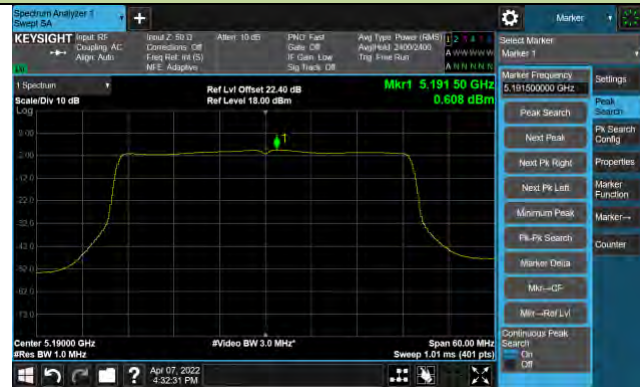 Spectrum Analyzer 1
Swept SA
+
Marker
KEYSIGHT
Input: RF
Coupling: AC
Align: Auto
Input Z: 50 Ω
Corrections: Off
Freq Ref: Int (S)
NFE: Adaptive
Atten: 10 dB
PNO: Fast
Gate: Off
IF Gain: Low
Sig Track: Off
Avg Type: Power (RMS)
Avg|Hold: 2400/2400
Trig: Free Run
1 2 3 4 5 6
A W W W W W
A N N N N N
Select Marker
Marker 1
1 Spectrum
Scale/Div 10 dB
Log
Ref Lvl Offset 22.40 dB
Ref Level 18.00 dBm
Mkr1 5.191 50 GHz
0.608 dBm
8.00
-2.00
-12.0
-22.0
-32.0
-42.0
-52.0
-62.0
-72.0
1
Center 5.19000 GHz
#Res BW 1.0 MHz
#Video BW 3.0 MHz*
Span 60.00 MHz
Sweep 1.01 ms (401 pts)
Marker Frequency
5.191500000 GHz
Peak Search
Next Peak
Next Pk Right
Next Pk Left
Minimum Peak
Pk-Pk Search
Marker Delta
Mkr→CF
Mkr→Ref Lvl
Continuous Peak
Search
On
Off
Settings
Peak
Search
Pk Search
Config
Properties
Marker
Function
Marker→
Counter
?
Apr 07, 2022
4:32:31 PM